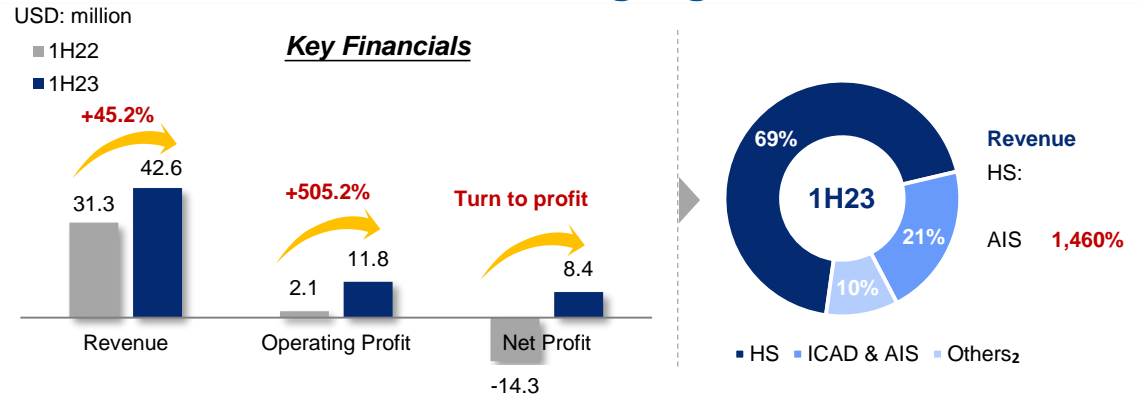 USD: million
1H22
1H23
Key Financials
+45.2%
31.3
42.6
+505.2%
2.1
11.8
Turn to profit
-14.3
8.4
Revenue
Operating Profit
Net Profit
69%
21%
10%
1H23
Revenue
HS:
AIS 1,460%
HS ICAD & AIS Others₂